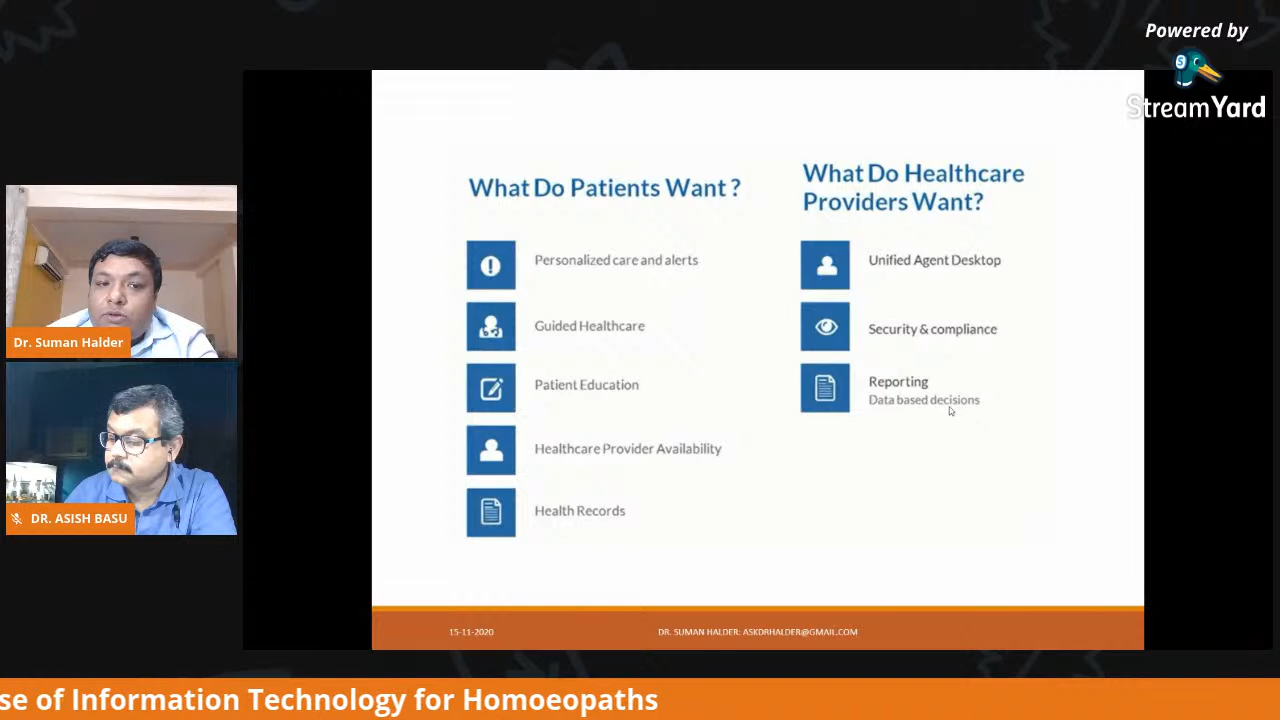 Powered by
StreamYard
What Do Patients Want ?
Personalized care and alerts
Guided Healthcare
Patient Education
Healthcare Provider Availability
Health Records
What Do Healthcare
Providers Want?
Unified Agent Desktop
Security & compliance
Reporting
Data based decisions
Dr. Suman Halder
DR. ASISH BASU
15-11-2020
DR. SUMAN HALDER: ASKDRHALDER@GMAIL.COM
se of Information Technology for Homoeopaths